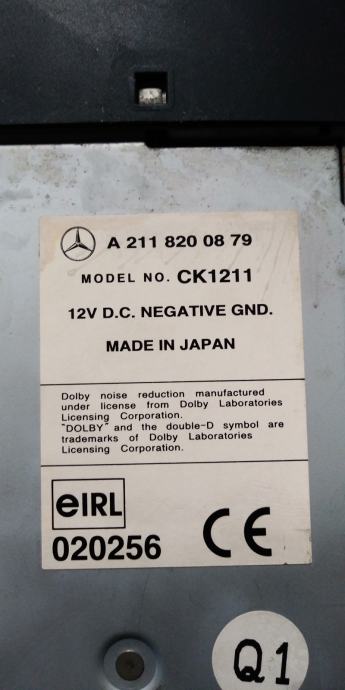 A 211 820 08 79
MODEL NO. CK1211
12V D.C. NEGATIVE GND.
MADE IN JAPAN
Dolby noise reduction manufactured
under license from Dolby Laboratories
Licensing Corporation.
"DOLBY" and the double-D symbol are
trademarks of Dolby Laboratories
Licensing Corporation.
eIRL
020256
CE
Q1